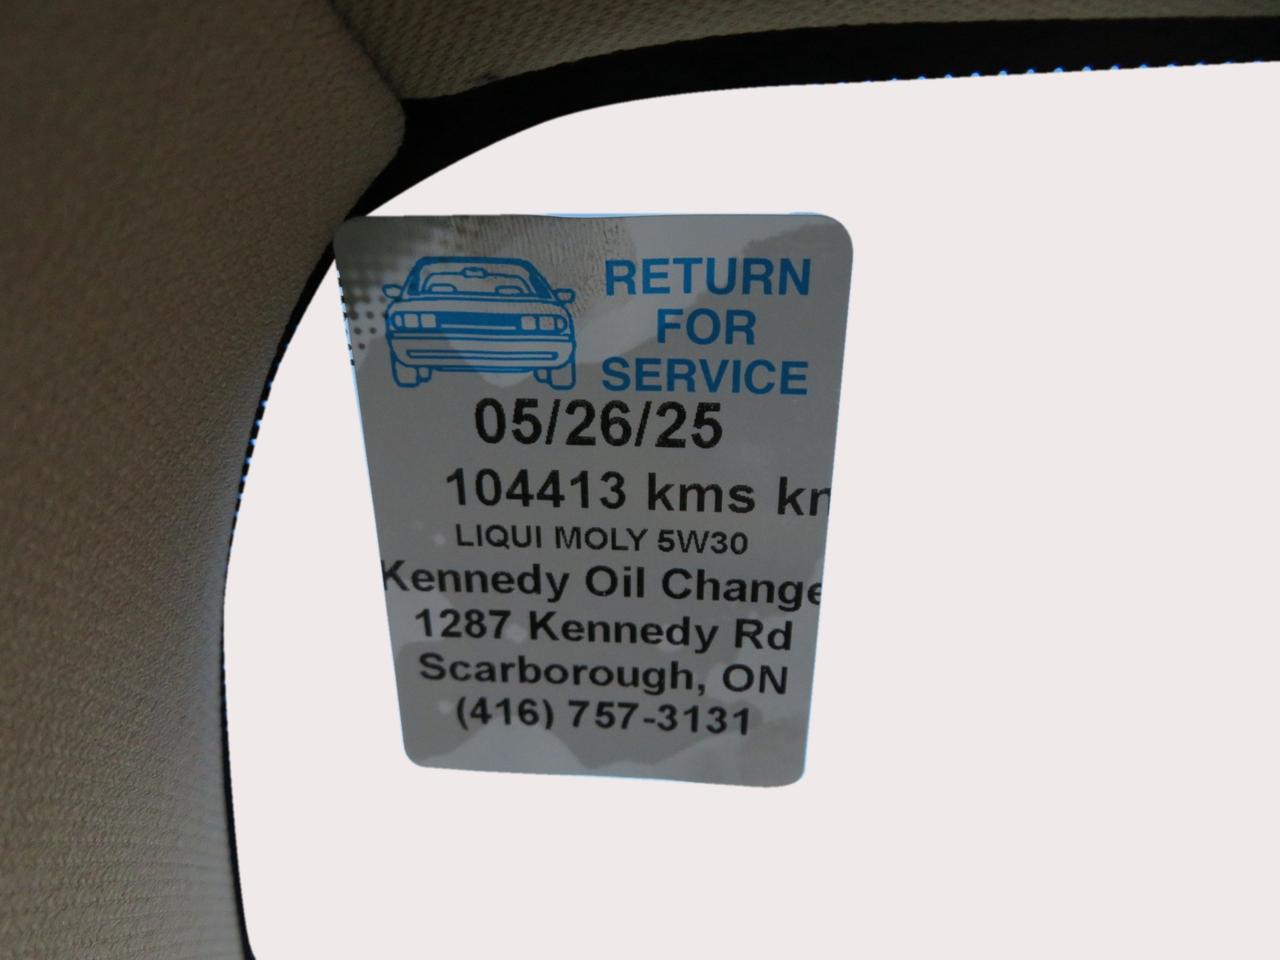 RETURN
FOR
SERVICE
05/26/25
104413 kms kr
LIQUI MOLY 5W30
Kennedy Oil Change
1287 Kennedy Rd
Scarborough, ON
(416) 757-3131